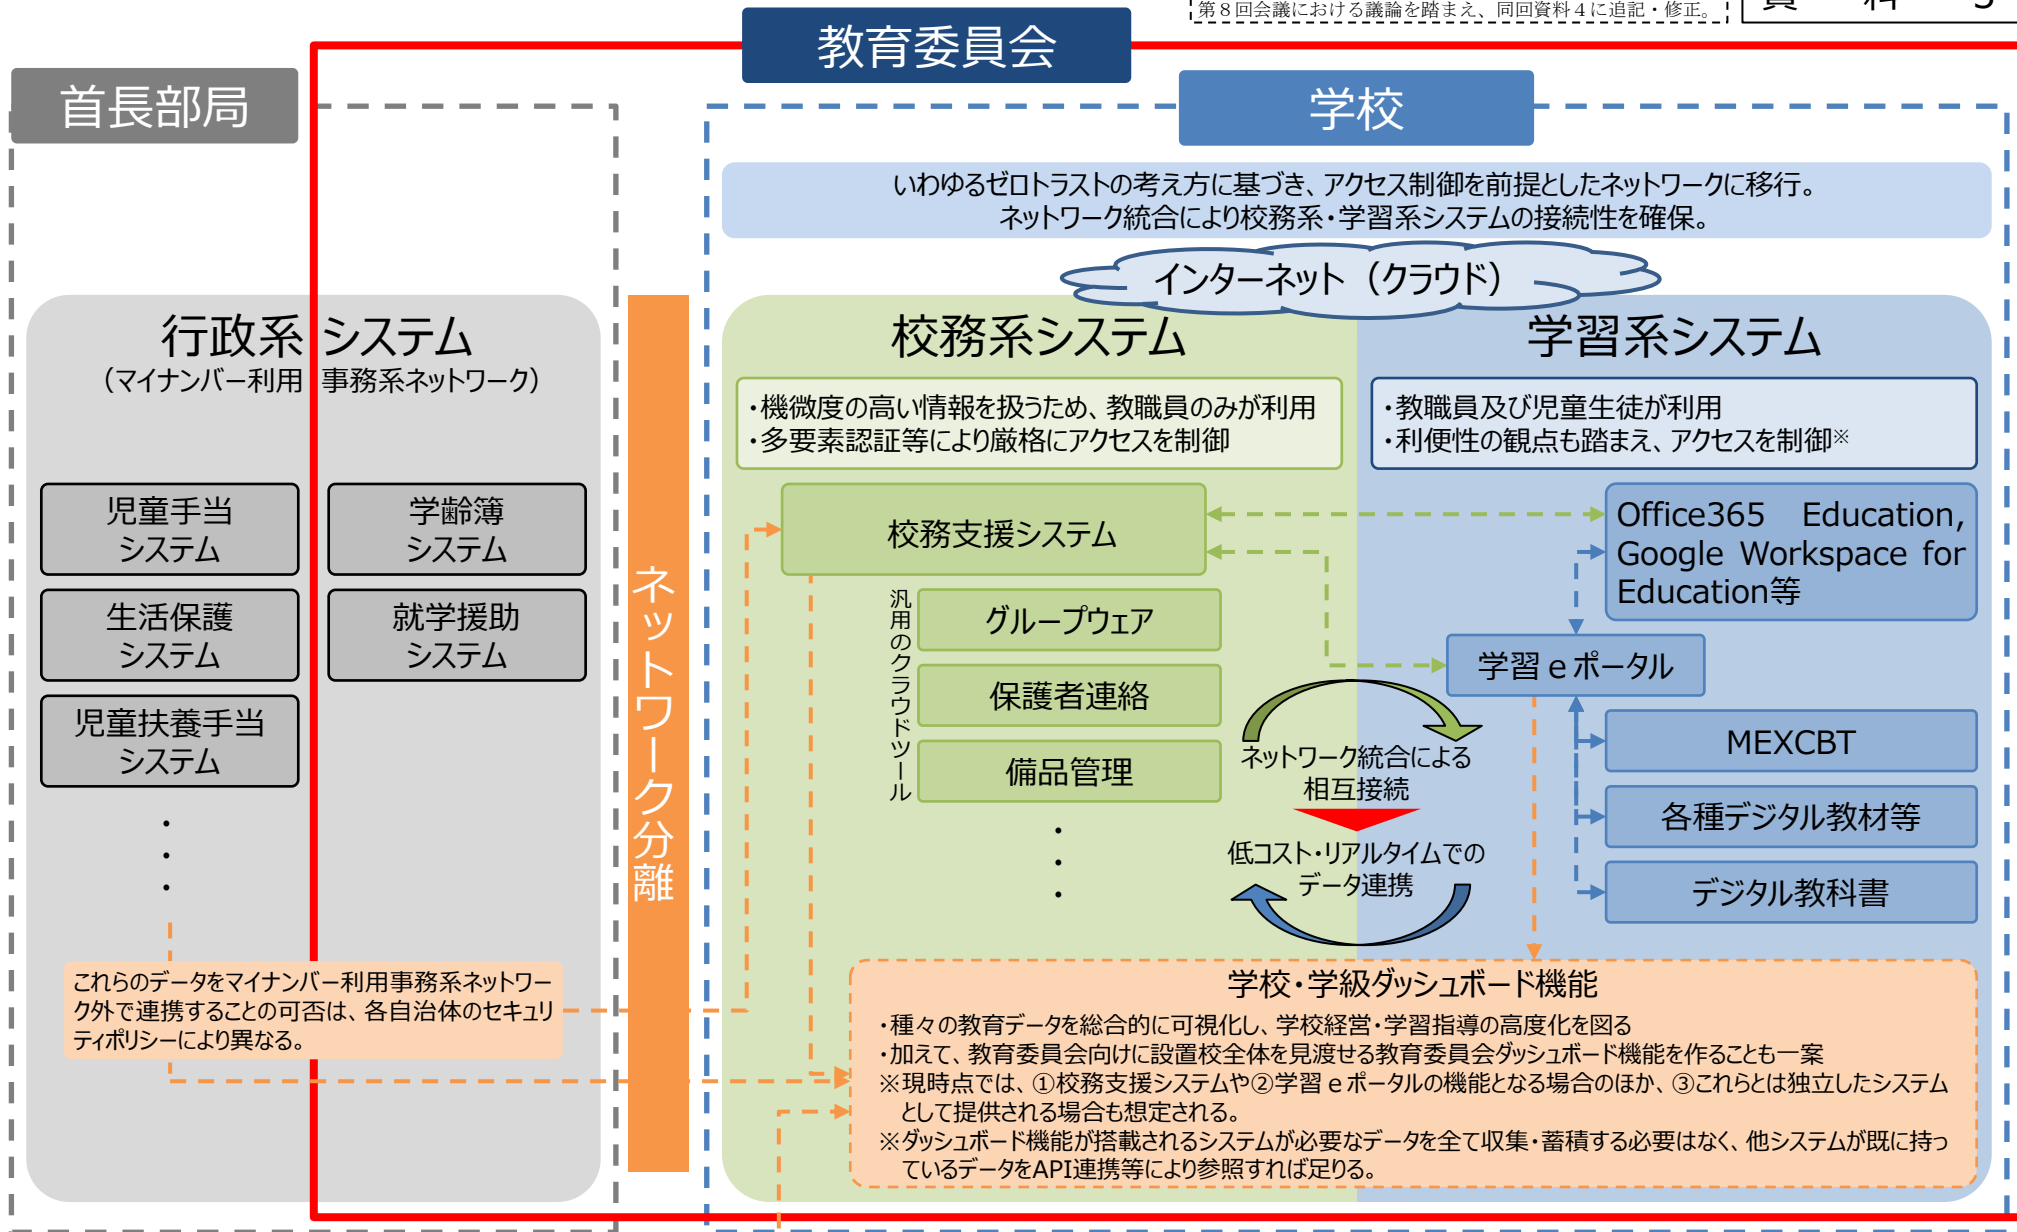 第８回会議における議論を踏まえ、同回資料４に追記・修正。
教育委員会
首長部局
学校
いわゆるゼロトラストの考え方に基づき、アクセス制御を前提としたネットワークに移行。
ネットワーク統合により校務系・学習系システムの接続性を確保。
インターネット（クラウド）
行政系システム
（マイナンバー利用事務系ネットワーク）
児童手当
システム
学齢簿
システム
生活保護
システム
就学援助
システム
児童扶養手当
システム
・
・
・
これらのデータをマイナンバー利用事務系ネットワー
ク外で連携することの可否は、各自治体のセキュリ
ティポリシーにより異なる。
ネットワーク分離
校務系システム
・機微度の高い情報を扱うため、教職員のみが利用
・多要素認証等により厳格にアクセスを制御
校務支援システム
汎用のクラウドツール
グループウェア
保護者連絡
備品管理
・
・
・
学習系システム
・教職員及び児童生徒が利用
・利便性の観点も踏まえ、アクセスを制御※
Office365 Education,
Google Workspace for
Education等
学習ｅポータル
MEXCBT
各種デジタル教材等
デジタル教科書
ネットワーク統合による
相互接続
低コスト・リアルタイムでの
データ連携
学校・学級ダッシュボード機能
・種々の教育データを総合的に可視化し、学校経営・学習指導の高度化を図る
・加えて、教育委員会向けに設置校全体を見渡せる教育委員会ダッシュボード機能を作ることも一案
※現時点では、①校務支援システムや②学習ｅポータルの機能となる場合のほか、③これらとは独立したシステム
として提供される場合も想定される。
※ダッシュボード機能が搭載されるシステムが必要なデータを全て収集・蓄積する必要はなく、他システムが既に持っ
ているデータをAPI連携等により参照すれば足りる。